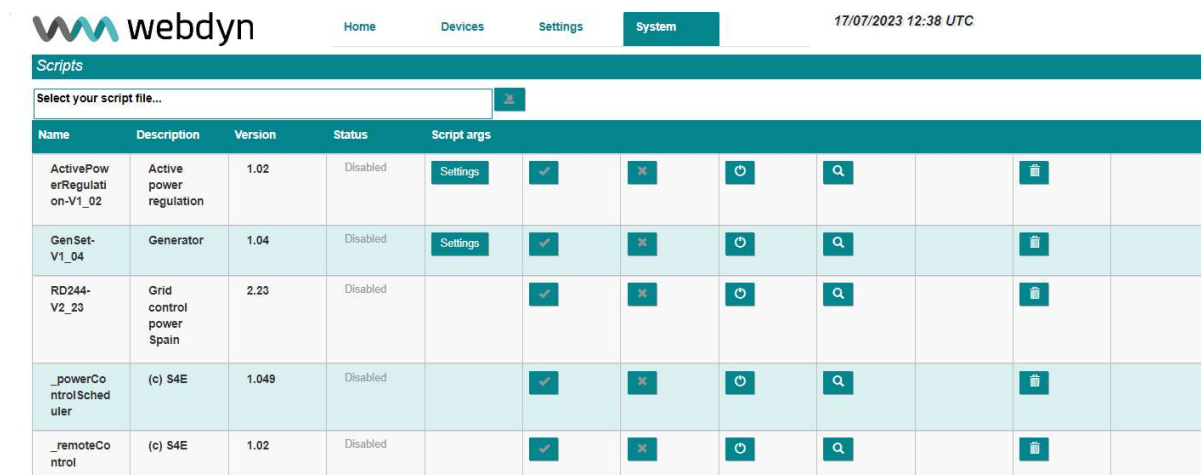 webdyn
Home Devices Settings System
17/07/2023 12:38 UTC
Scripts
Select your script file...
Name Description Version Status Script args
ActivePow
erRegulati
on-V1_02
Active
power
regulation
1.02
Disabled
Settings
GenSet-
V1_04
Generator
1.04
Disabled
Settings
RD244-
V2_23
Grid
control
power
Spain
2.23
Disabled
_powerCo
ntrolSched
uler
(c) S4E
1.049
Disabled
_remoteCo
ntrol
(c) S4E
1.02
Disabled